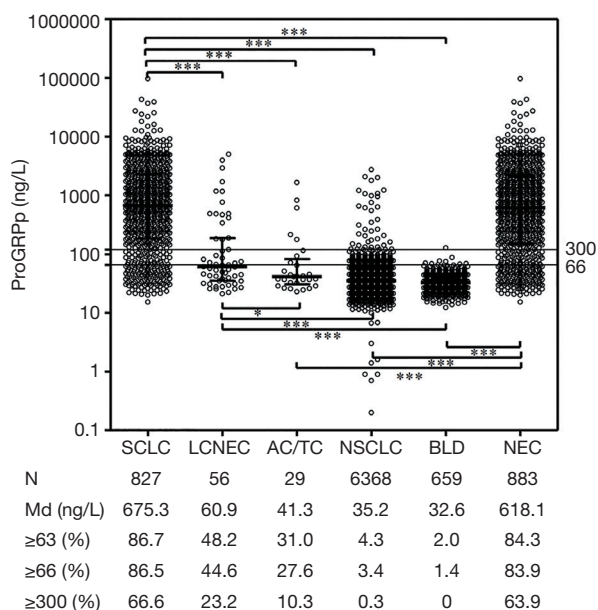 1000000
100000
10000
1000
100
10
1
0.1
ProGRPp (ng/L)
***
***
***
***
300
66
*
***
***
***
***
SCLC LCNEC AC/TC NSCLC BLD NEC
N 827 56 29 6368 659 883
Md (ng/L) 675.3 60.9 41.3 35.2 32.6 618.1
≥63 (%) 86.7 48.2 31.0 4.3 2.0 84.3
≥66 (%) 86.5 44.6 27.6 3.4 1.4 83.9
≥300 (%) 66.6 23.2 10.3 0.3 0 63.9